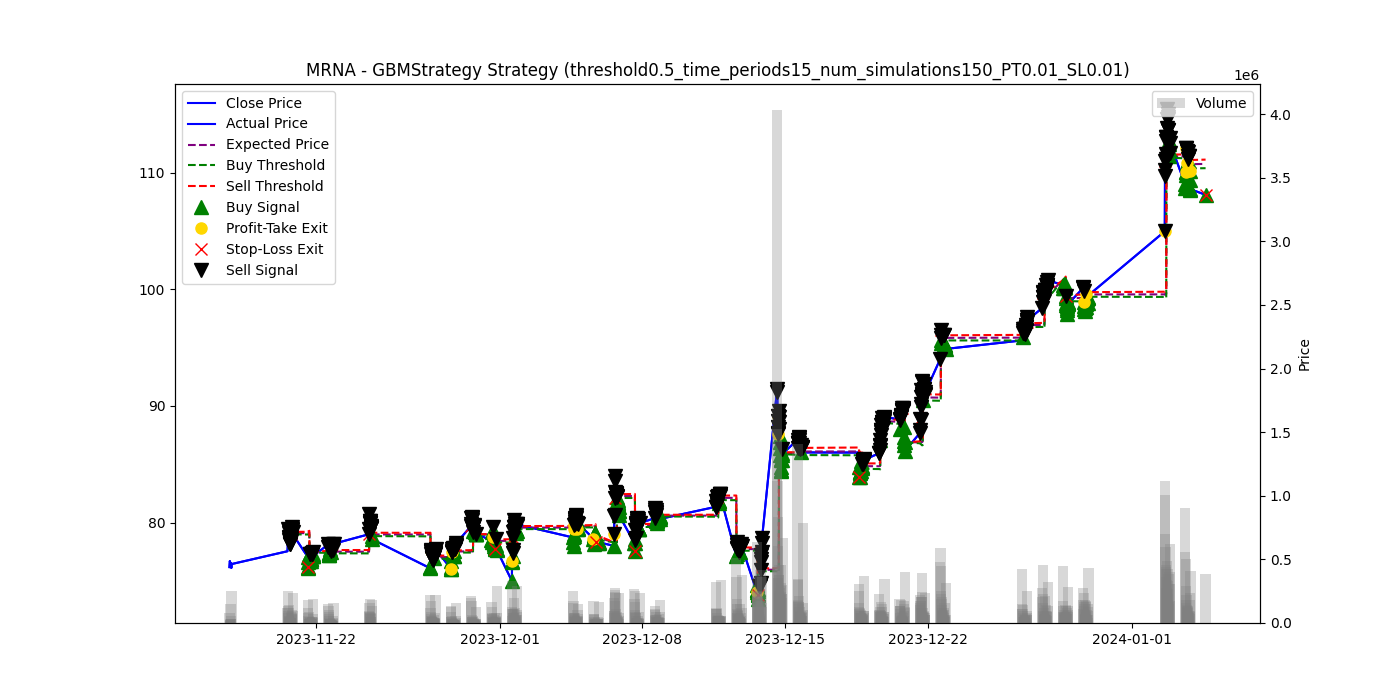 MRNA - GBMStrategy Strategy (threshold0.5_time_periods15_num_simulations150_PT0.01_SL0.01)
1e6
Close Price
Actual Price
Expected Price
Buy Threshold
Sell Threshold
Buy Signal
Profit-Take Exit
Stop-Loss Exit
Sell Signal
Volume
110
100
90
80
4.0
3.5
3.0
2.5
2.0
1.5
1.0
0.5
0.0
Price
2023-11-22
2023-12-01
2023-12-08
2023-12-15
2023-12-22
2024-01-01